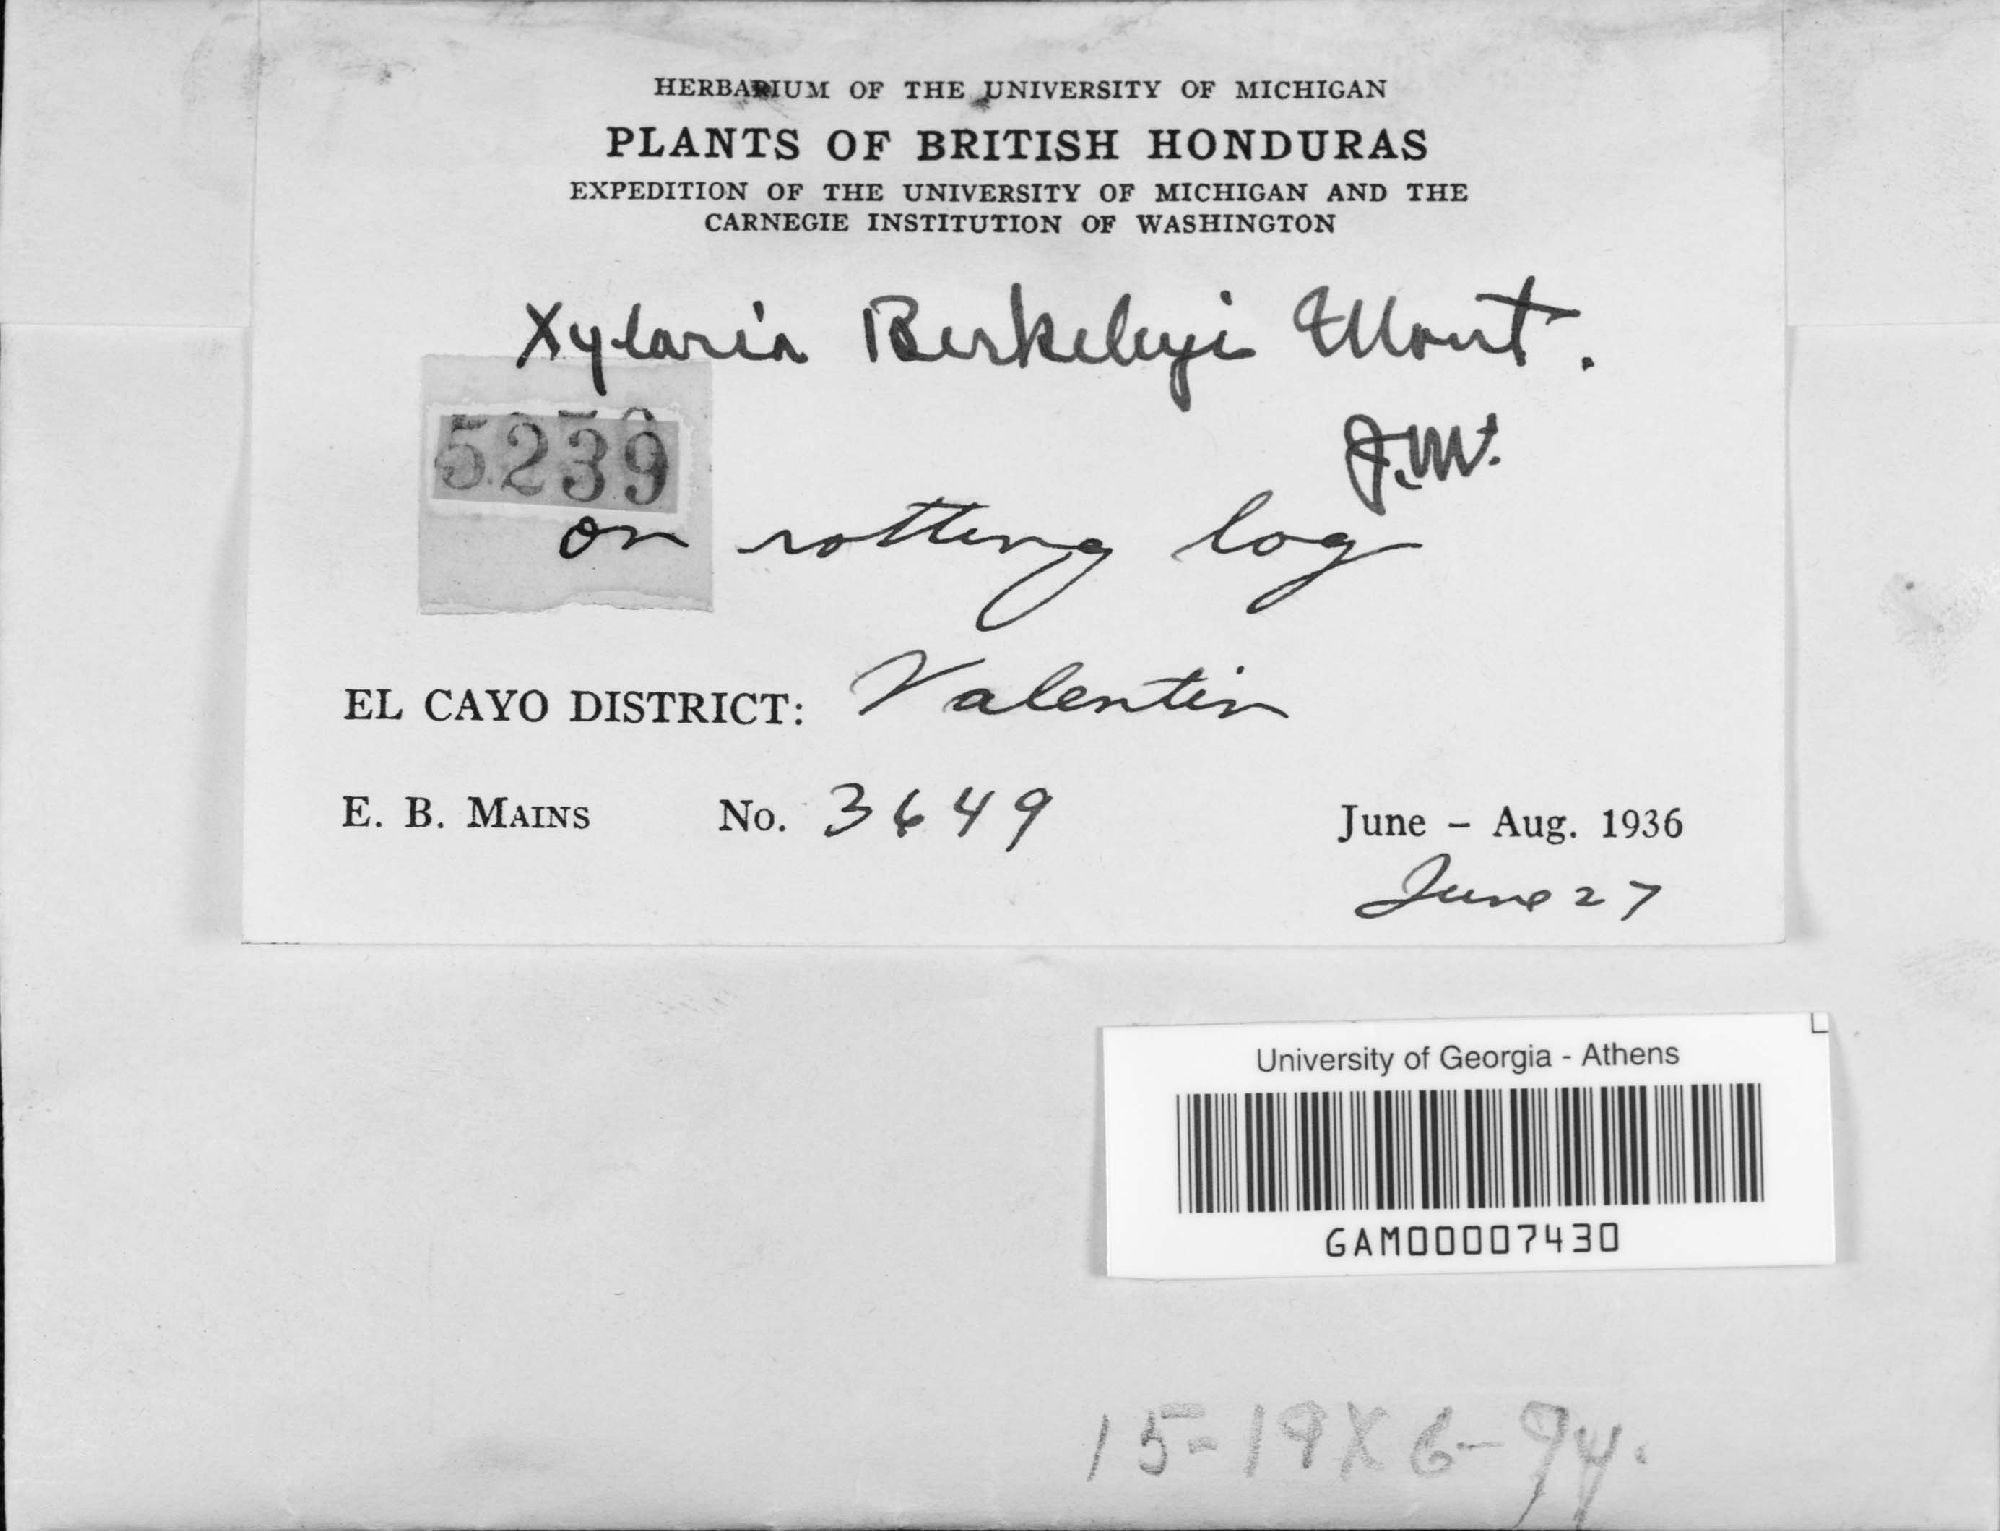 HERBARIUM OF THE UNIVERSITY OF MICHIGAN
PLANTS OF BRITISH HONDURAS
EXPEDITION OF THE UNIVERSITY OF MICHIGAN AND THE
CARNEGIE INSTITUTION OF WASHINGTON
Xylaria Berkeleyi Mont.
5239
J.M.
on rotting log
EL CAYO DISTRICT: Valentin
E. B. MAINS No. 3649 June – Aug. 1936
June 27
University of Georgia - Athens
GAM00007430
15-19 X 6-